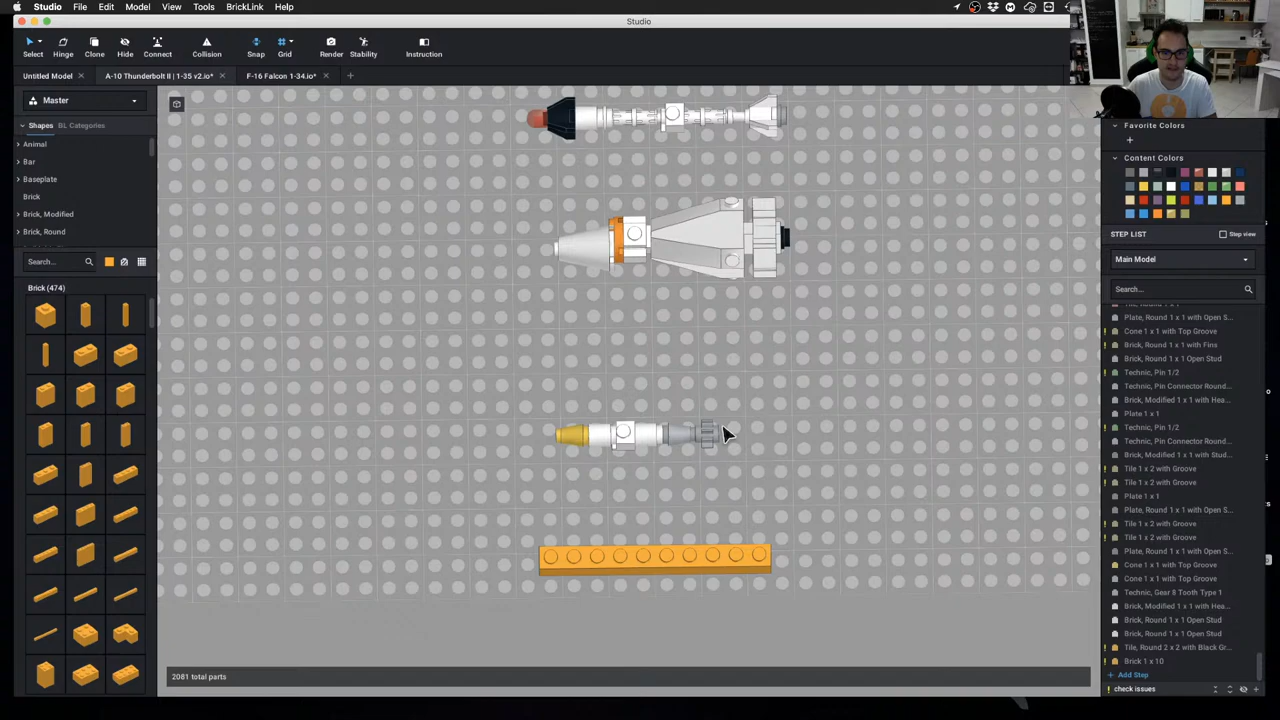 Studio File Edit Model View Tools BrickLink Help
Studio
Select Hinge Clone Hide Connect Collision Snap Grid Render Stability Instruction
Untitled Model A-10 Thunderbolt II | 1-35 v2.io* F-16 Falcon 1-34.io*
Master
Shapes BL Categories
Animal
Bar
Baseplate
Brick
Brick, Modified
Brick, Round
Search...
Brick (474)
2081 total parts
Favorite Colors
Content Colors
STEP LIST Step view
Main Model
Search...
Plate, Round 1 x 1 with Open S...
Cone 1 x 1 with Top Groove
Brick, Round 1 x 1 with Fins
Brick, Round 1 x 1 Open Stud
Technic, Pin 1/2
Technic, Pin Connector Round...
Brick, Modified 1 x 1 with Hea...
Plate 1 x 1
Technic, Pin 1/2
Technic, Pin Connector Round...
Brick, Modified 1 x 1 with Stud...
Tile 1 x 2 with Groove
Tile 1 x 2 with Groove
Plate 1 x 1
Plate, Round 1 x 1 with Open S...
Tile 1 x 2 with Groove
Tile 1 x 2 with Groove
Plate, Round 1 x 1 with Open S...
Cone 1 x 1 with Top Groove
Cone 1 x 1 with Top Groove
Technic, Gear 8 Tooth Type 1
Brick, Modified 1 x 1 with Hea...
Brick, Round 1 x 1 Open Stud
Brick, Round 1 x 1 Open Stud
Tile, Round 2 x 2 with Black Gr...
Brick 1 x 10
+ Add Step
! check issues